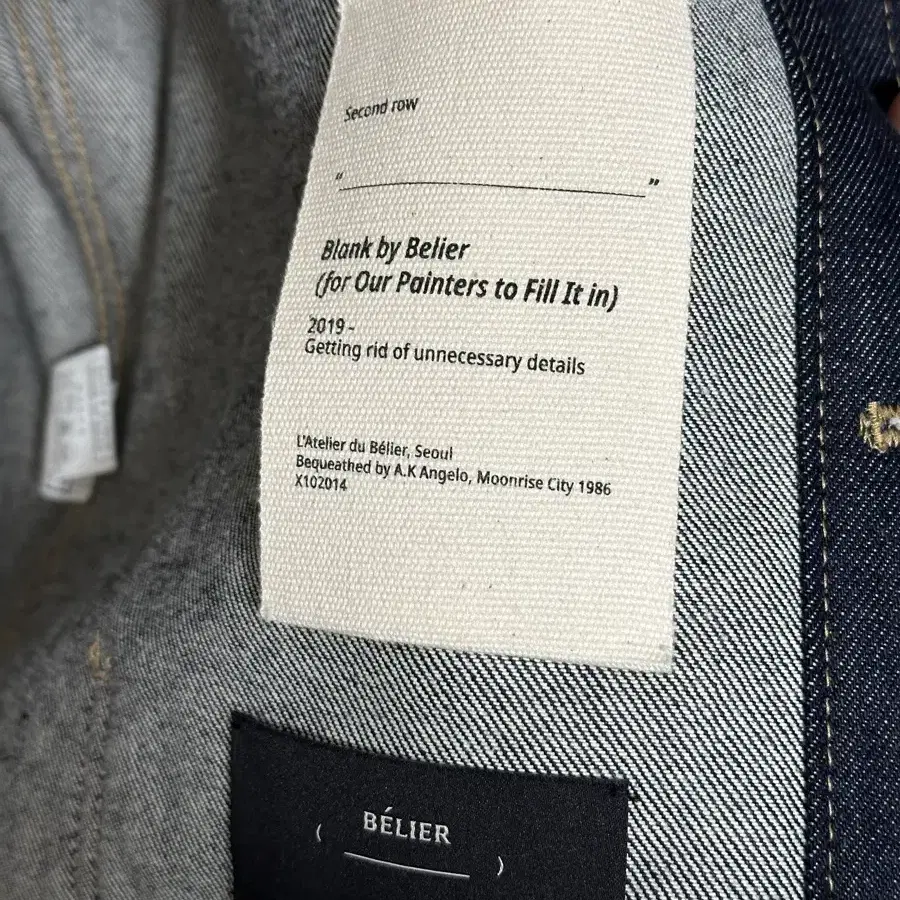 Second row
"                    "
Blank by Belier
(for Our Painters to Fill It in)
2019 -
Getting rid of unnecessary details
L'Atelier du Bélier, Seoul
Bequeathed by A.K Angelo, Moonrise City 1986
X102014
( BÉLIER )